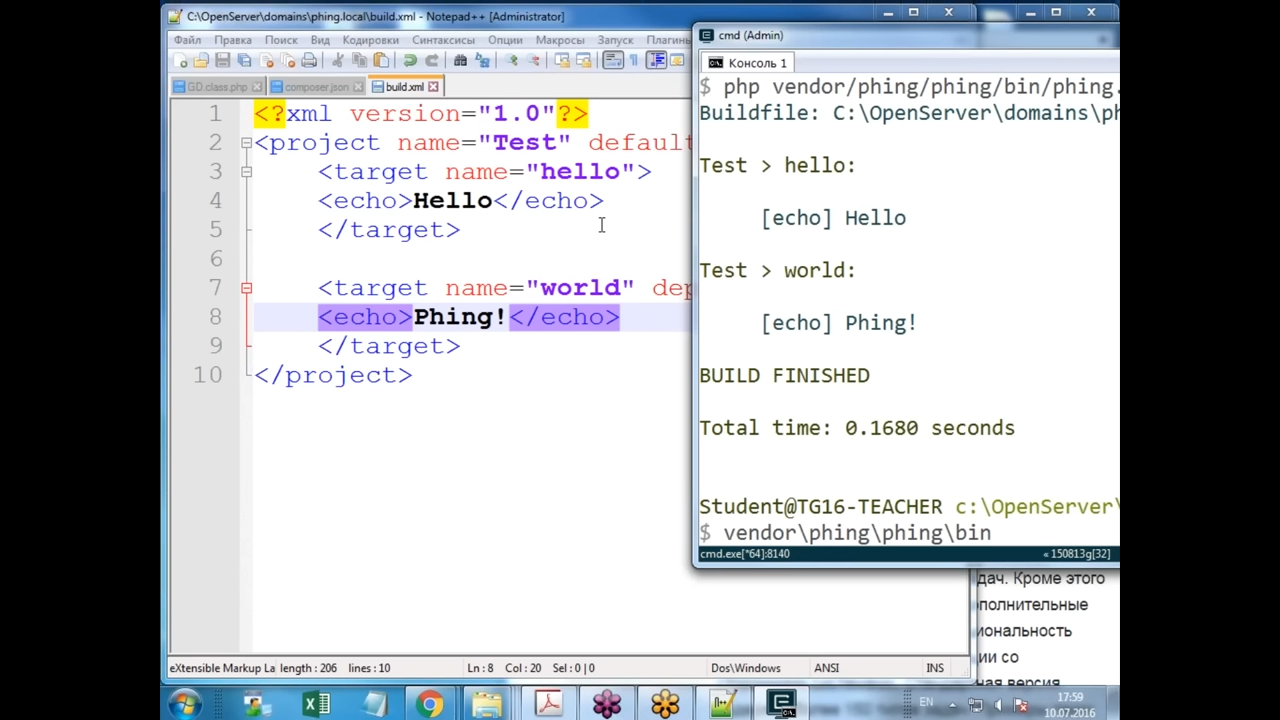 C:\OpenServer\domains\phing.local\build.xml - Notepad++ [Administrator]
Файл Правка Поиск Вид Кодировки Синтаксисы Опции Макросы Запуск Плагины
GD.class.php composer.json build.xml
1 <?xml version="1.0"?>
2 <project name="Test" default
3 <target name="hello">
4 <echo>Hello</echo>
5 </target>
6
7 <target name="world" dep
8 <echo>Phing!</echo>
9 </target>
10 </project>
eXtensible Markup La length : 206 lines : 10 Ln : 8 Col : 20 Sel : 0 | 0 Dos\Windows ANSI INS
cmd (Admin)
Консоль 1
$ php vendor/phing/phing/bin/phing.
Buildfile: C:\OpenServer\domains\ph
Test > hello:
[echo] Hello
Test > world:
[echo] Phing!
BUILD FINISHED
Total time: 0.1680 seconds
Student@TG16-TEACHER c:\OpenServer\
$ vendor\phing\phing\bin
cmd.exe[*64]:8140 « 150813g[32]
дач. Кроме этого
полнительные
иональность
ии со
ная версия
EN 17:59
10.07.2016